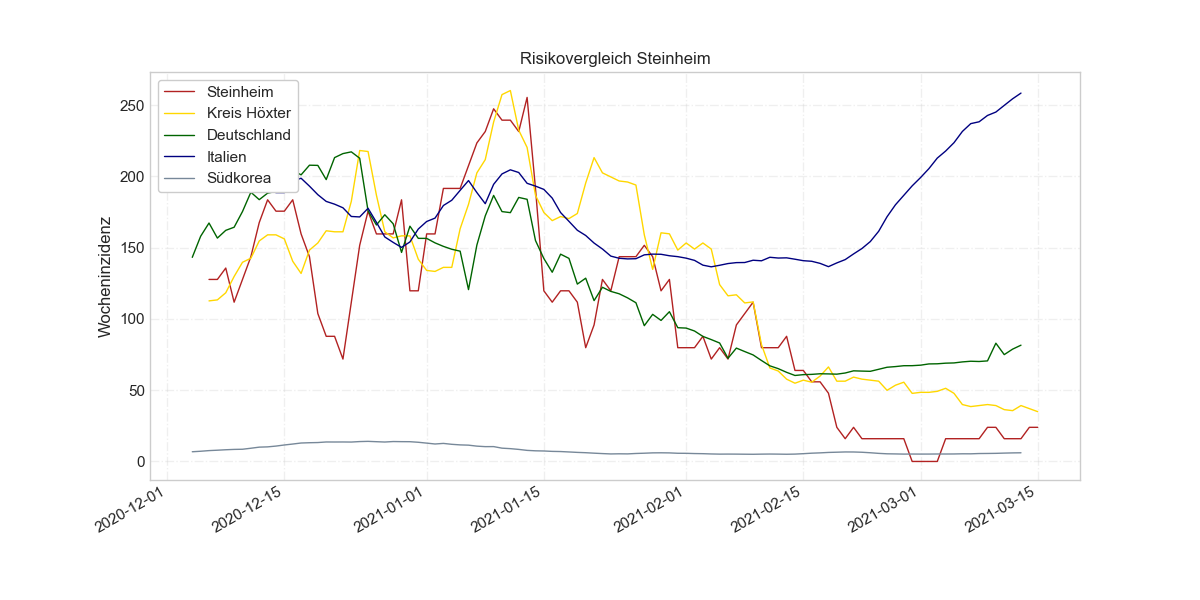 Risikovergleich Steinheim
Steinheim
Kreis Höxter
Deutschland
Italien
Südkorea
Wocheninzidenz
250
200
150
100
50
0
2020-12-01
2020-12-15
2021-01-01
2021-01-15
2021-02-01
2021-02-15
2021-03-01
2021-03-15